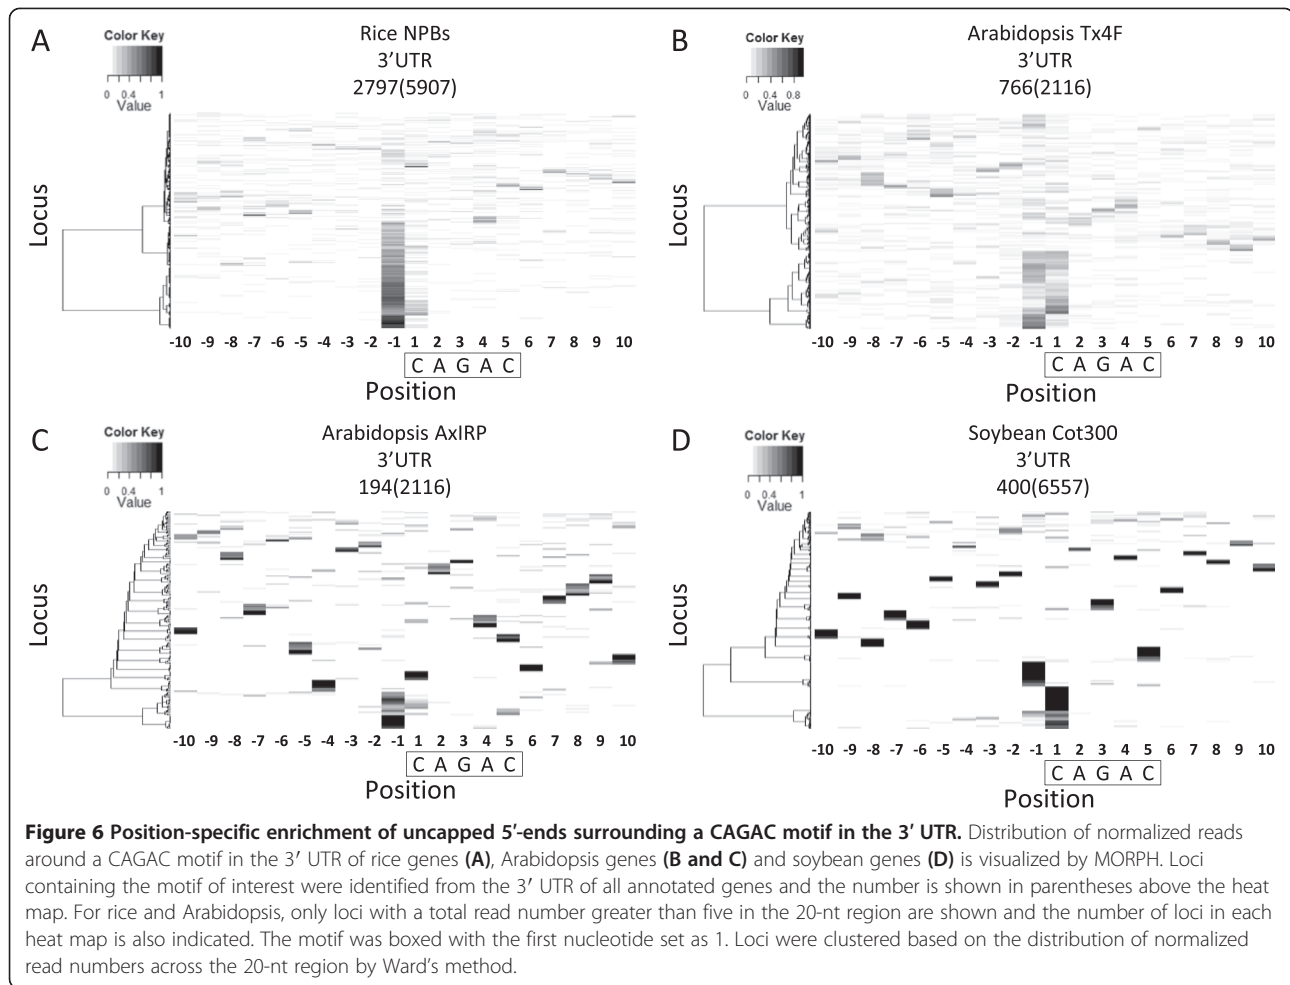 A
Color Key
0 0.4 1
Value
Rice NPBs
3'UTR
2797(5907)
Locus
-10 -9 -8 -7 -6 -5 -4 -3 -2 -1 1 2 3 4 5 6 7 8 9 10
C A G A C
Position
B
Color Key
0 0.4 0.8
Value
Arabidopsis Tx4F
3'UTR
766(2116)
Locus
-10 -9 -8 -7 -6 -5 -4 -3 -2 -1 1 2 3 4 5 6 7 8 9 10
C A G A C
Position
C
Color Key
0 0.4 1
Value
Arabidopsis AxIRP
3'UTR
194(2116)
Locus
-10 -9 -8 -7 -6 -5 -4 -3 -2 -1 1 2 3 4 5 6 7 8 9 10
C A G A C
Position
D
Color Key
0 0.4 1
Value
Soybean Cot300
3'UTR
400(6557)
Locus
-10 -9 -8 -7 -6 -5 -4 -3 -2 -1 1 2 3 4 5 6 7 8 9 10
C A G A C
Position
Figure 6 Position-specific enrichment of uncapped 5′-ends surrounding a CAGAC motif in the 3′ UTR. Distribution of normalized reads
around a CAGAC motif in the 3′ UTR of rice genes (A), Arabidopsis genes (B and C) and soybean genes (D) is visualized by MORPH. Loci
containing the motif of interest were identified from the 3′ UTR of all annotated genes and the number is shown in parentheses above the heat
map. For rice and Arabidopsis, only loci with a total read number greater than five in the 20-nt region are shown and the number of loci in each
heat map is also indicated. The motif was boxed with the first nucleotide set as 1. Loci were clustered based on the distribution of normalized
read numbers across the 20-nt region by Ward's method.